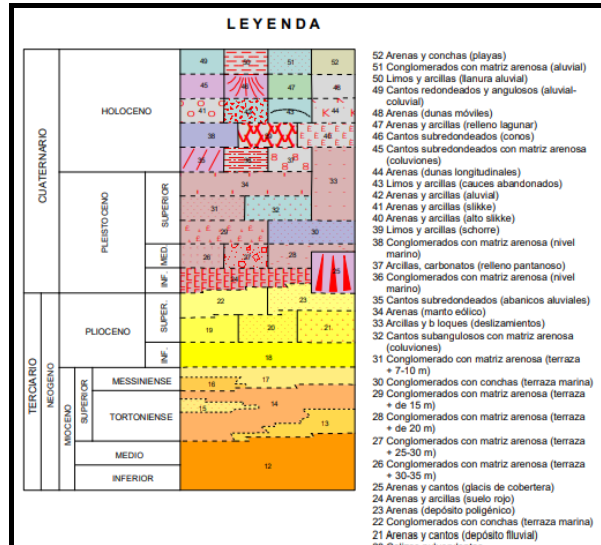 LEYENDA
CUATERNARIO
HOLOCENO
PLEISTOCENO
SUPERIOR
MED.
INF.
TERCIARIO
NEOGENO
PLIOCENO
SUPER.
INF.
MIOCENO
SUPERIOR
MESSINIENSE
TORTONIENSE
MEDIO
INFERIOR
49 50 51 52
45 46 47 48
41 43 44
38 40
35 36 37
34 33
31 32
29 30
26 27 28
25
22 23
19 20 21
18
17
16
15 14
13
12
52 Arenas y conchas (playas)
51 Conglomerados con matriz arenosa (aluvial)
50 Limos y arcillas (llanura aluvial)
49 Cantos redondeados y angulosos (aluvial-
coluvial)
48 Arenas (dunas móviles)
47 Arenas y arcillas (relleno lagunar)
46 Cantos subredondeados (conos)
45 Cantos subredondeados con matriz arenosa
(coluviones)
44 Arenas (dunas longitudinales)
43 Limos y arcillas (cauces abandonados)
42 Arenas y arcillas (aluvial)
41 Arenas y arcillas (slikke)
40 Arenas y arcillas (alto slikke)
39 Limos y arcillas (schorre)
38 Conglomerados con matriz arenosa (nivel
marino)
37 Arcillas, carbonatos (relleno pantanoso)
36 Conglomerados con matriz arenosa (nivel
marino)
35 Cantos subredondeados (abanicos aluviales)
34 Arenas (manto eólico)
33 Arcillas y b loques (deslizamientos)
32 Cantos subangulosos con matriz arenosa
(coluviones)
31 Conglomerado con matriz arenosa (terraza
+ 7-10 m)
30 Conglomerados con conchas (terraza marina)
29 Conglomerados con matriz arenosa (terraza
+ de 15 m)
28 Conglomerados con matriz arenosa (terraza
+ de 20 m)
27 Conglomerados con matriz arenosa (terraza
+ 25-30 m)
26 Conglomerados con matriz arenosa (terraza
+ 30-35 m)
25 Arenas y cantos (glacis de cobertera)
24 Arenas y arcillas (suelo rojo)
23 Arenas (depósito poligénico)
22 Conglomerados con conchas (terraza marina)
21 Arenas y cantos (depósito flluvial)